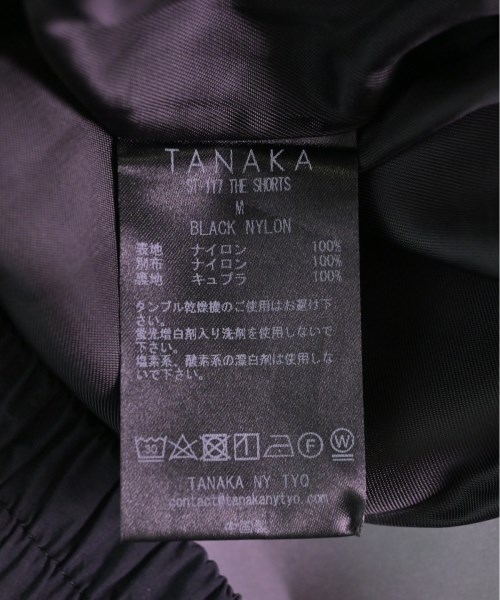 TANAKA
ST-117 THE SHORTS
M
BLACK NYLON
表地 ナイロン 100%
別布 ナイロン 100%
裏地 キュプラ 100%
タンブル乾燥機のご使用はお避け下
さい。
蛍光増白剤入り洗剤を使用しないで
下さい。
塩素系、酸素系の漂白剤は使用しな
いで下さい。
30 F W
TANAKA NY TYO
contact@tanakanytyo.com